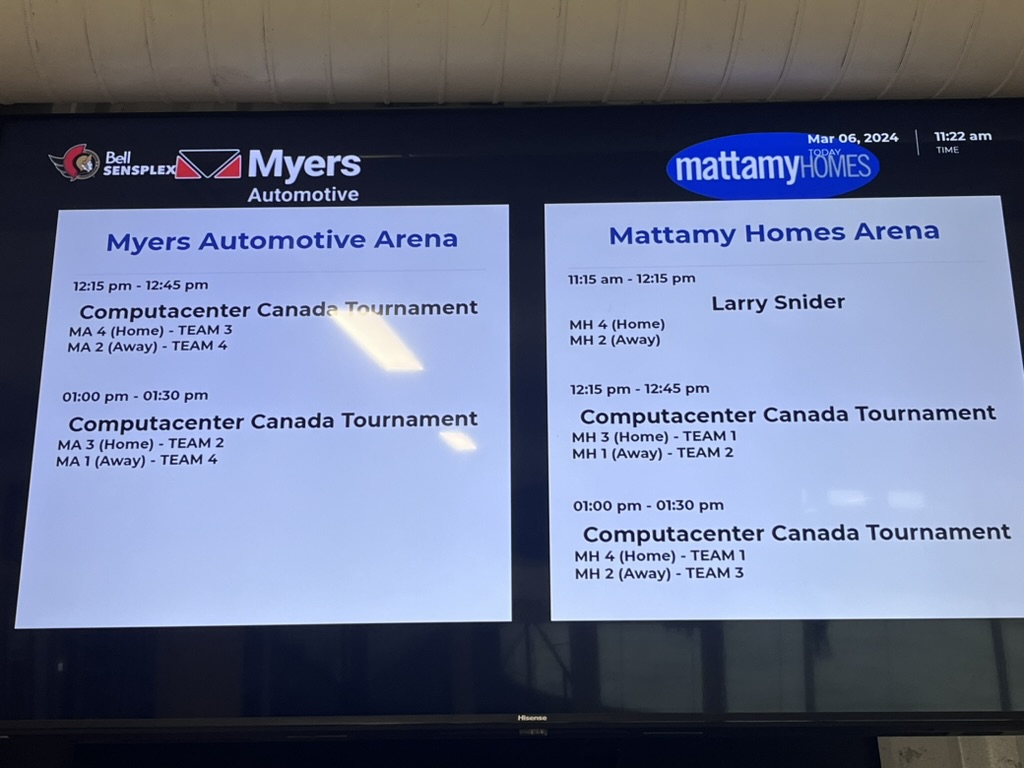 Bell
SENSPLEX
Myers
Automotive
mattamyHOMES
Mar 06, 2024
TODAY
11:22 am
TIME
Myers Automotive Arena
12:15 pm - 12:45 pm
Computacenter Canada Tournament
MA 4 (Home) - TEAM 3
MA 2 (Away) - TEAM 4
01:00 pm - 01:30 pm
Computacenter Canada Tournament
MA 3 (Home) - TEAM 2
MA 1 (Away) - TEAM 4
Mattamy Homes Arena
11:15 am - 12:15 pm
Larry Snider
MH 4 (Home)
MH 2 (Away)
12:15 pm - 12:45 pm
Computacenter Canada Tournament
MH 3 (Home) - TEAM 1
MH 1 (Away) - TEAM 2
01:00 pm - 01:30 pm
Computacenter Canada Tournament
MH 4 (Home) - TEAM 1
MH 2 (Away) - TEAM 3
Hisense